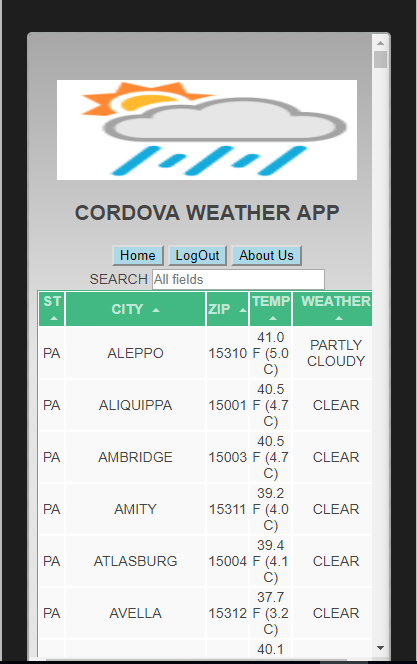 CORDOVA WEATHER APP
Home LogOut About Us
SEARCH All fields
ST CITY ZIP TEMP WEATHER
PA ALEPPO 15310 41.0 F (5.0 C) PARTLY CLOUDY
PA ALIQUIPPA 15001 40.5 F (4.7 C) CLEAR
PA AMBRIDGE 15003 40.5 F (4.7 C) CLEAR
PA AMITY 15311 39.2 F (4.0 C) CLEAR
PA ATLASBURG 15004 39.4 F (4.1 C) CLEAR
PA AVELLA 15312 37.7 F (3.2 C) CLEAR
40.1